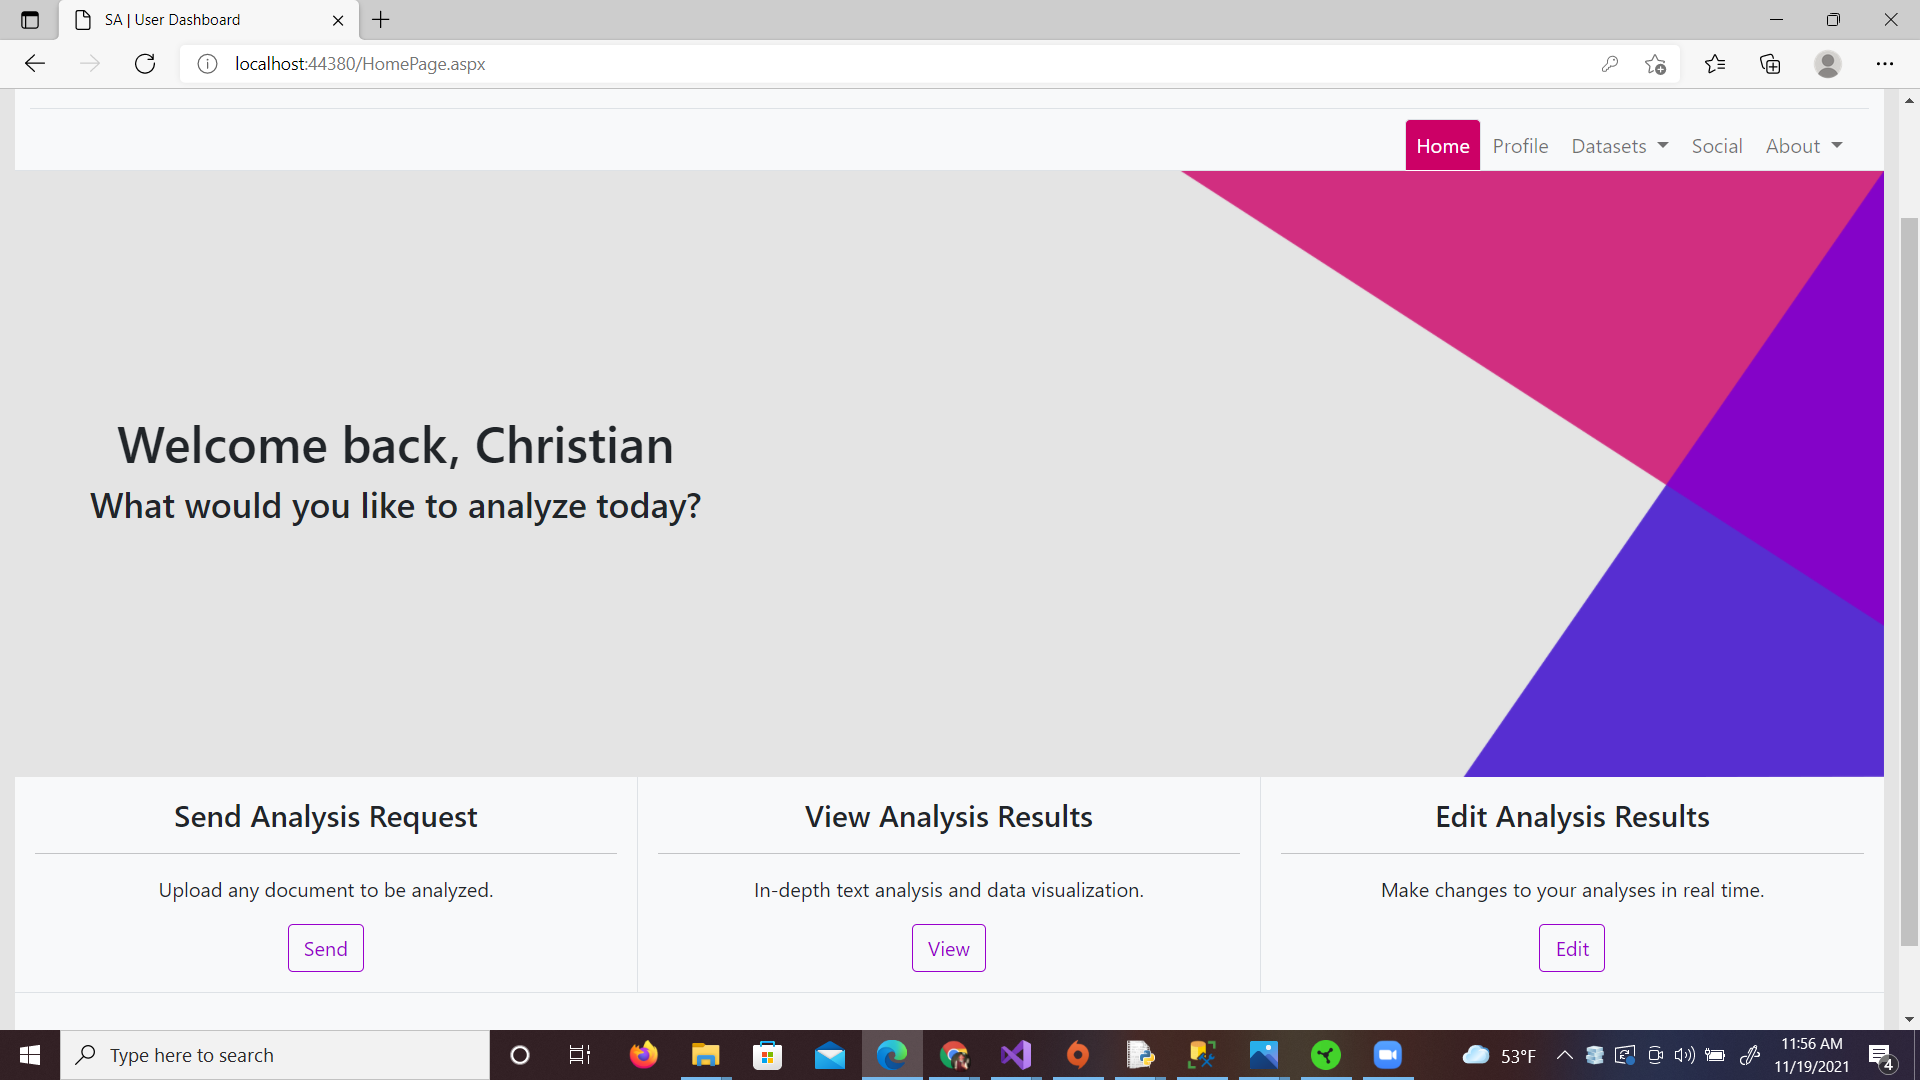 SA | User Dashboard
localhost:44380/HomePage.aspx
Home Profile Datasets Social About
Welcome back, Christian
What would you like to analyze today?
Send Analysis Request
Upload any document to be analyzed.
Send
View Analysis Results
In-depth text analysis and data visualization.
View
Edit Analysis Results
Make changes to your analyses in real time.
Edit
Type here to search
53°F
11:56 AM
11/19/2021
4